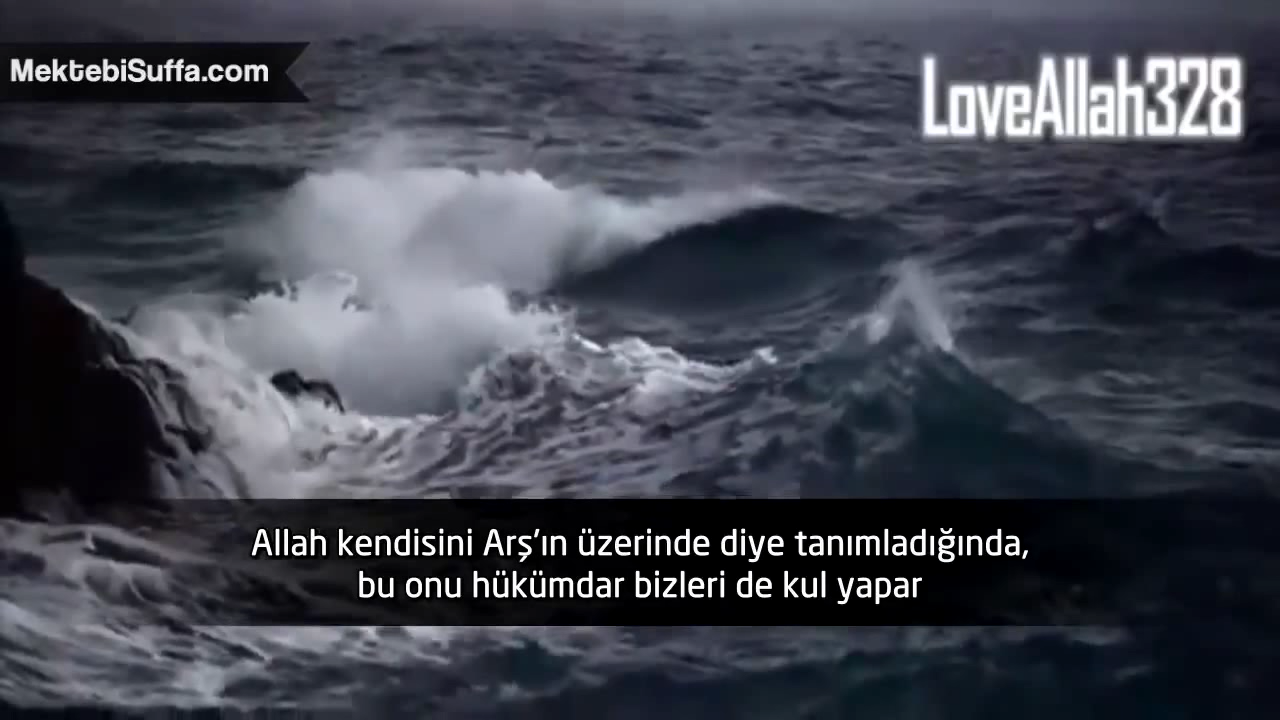 MektebiSuffa.com
LoveAllah328
Allah kendisini Arş'ın üzerinde diye tanımladığında,
bu onu hükümdar bizleri de kul yapar